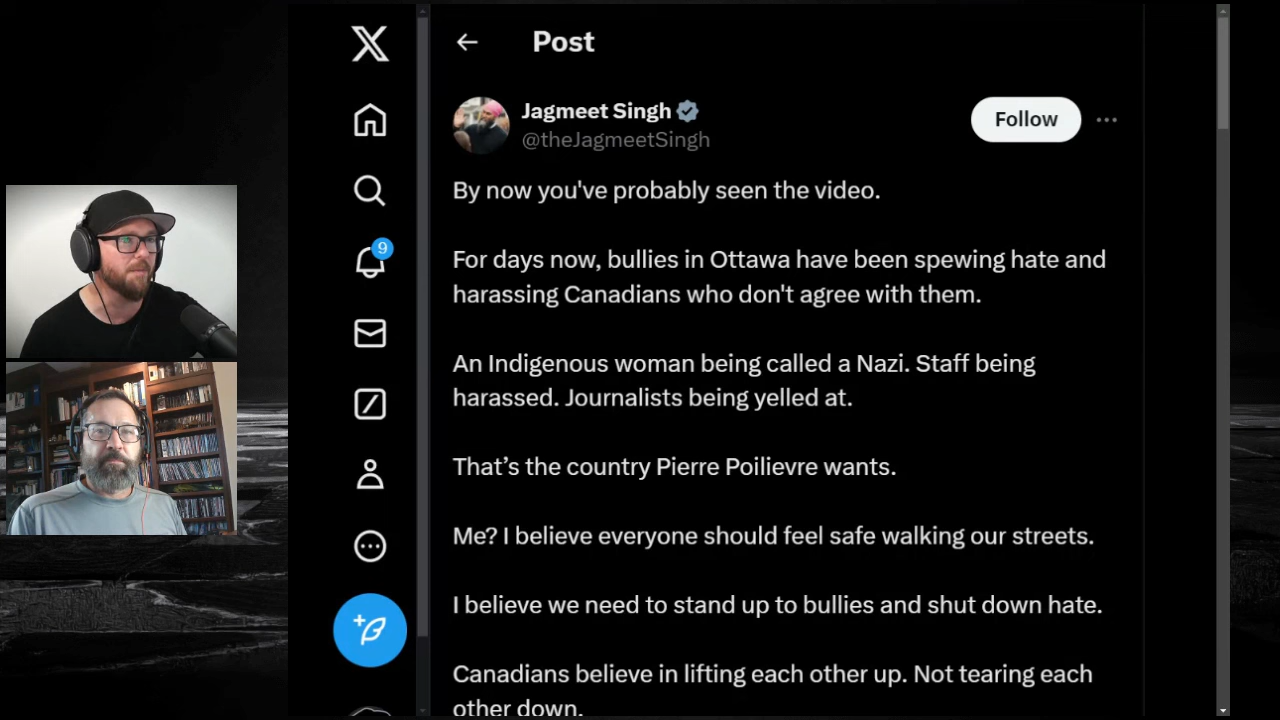 Post
Jagmeet Singh
@theJagmeetSingh
Follow
9
By now you've probably seen the video.
For days now, bullies in Ottawa have been spewing hate and
harassing Canadians who don't agree with them.
An Indigenous woman being called a Nazi. Staff being
harassed. Journalists being yelled at.
That’s the country Pierre Poilievre wants.
Me? I believe everyone should feel safe walking our streets.
I believe we need to stand up to bullies and shut down hate.
Canadians believe in lifting each other up. Not tearing each
other down.